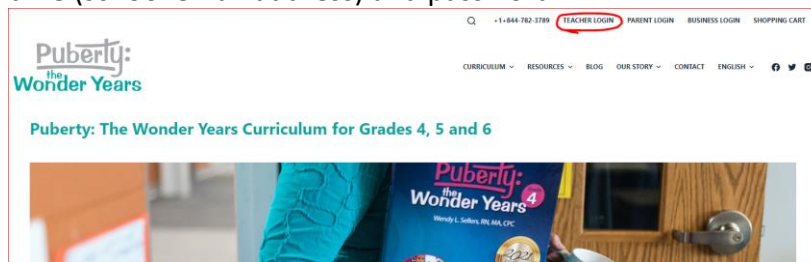 +1+844-782-3789 TEACHER LOGIN PARENT LOGIN BUSINESS LOGIN SHOPPING CART
Puberty:
the
Wonder Years
CURRICULUM RESOURCES BLOG OUR STORY CONTACT ENGLISH
Puberty: The Wonder Years Curriculum for Grades 4, 5 and 6
Puberty:
the
Wonder Years 4
Wendy L. Sellers, RN, MA, CPC
2021